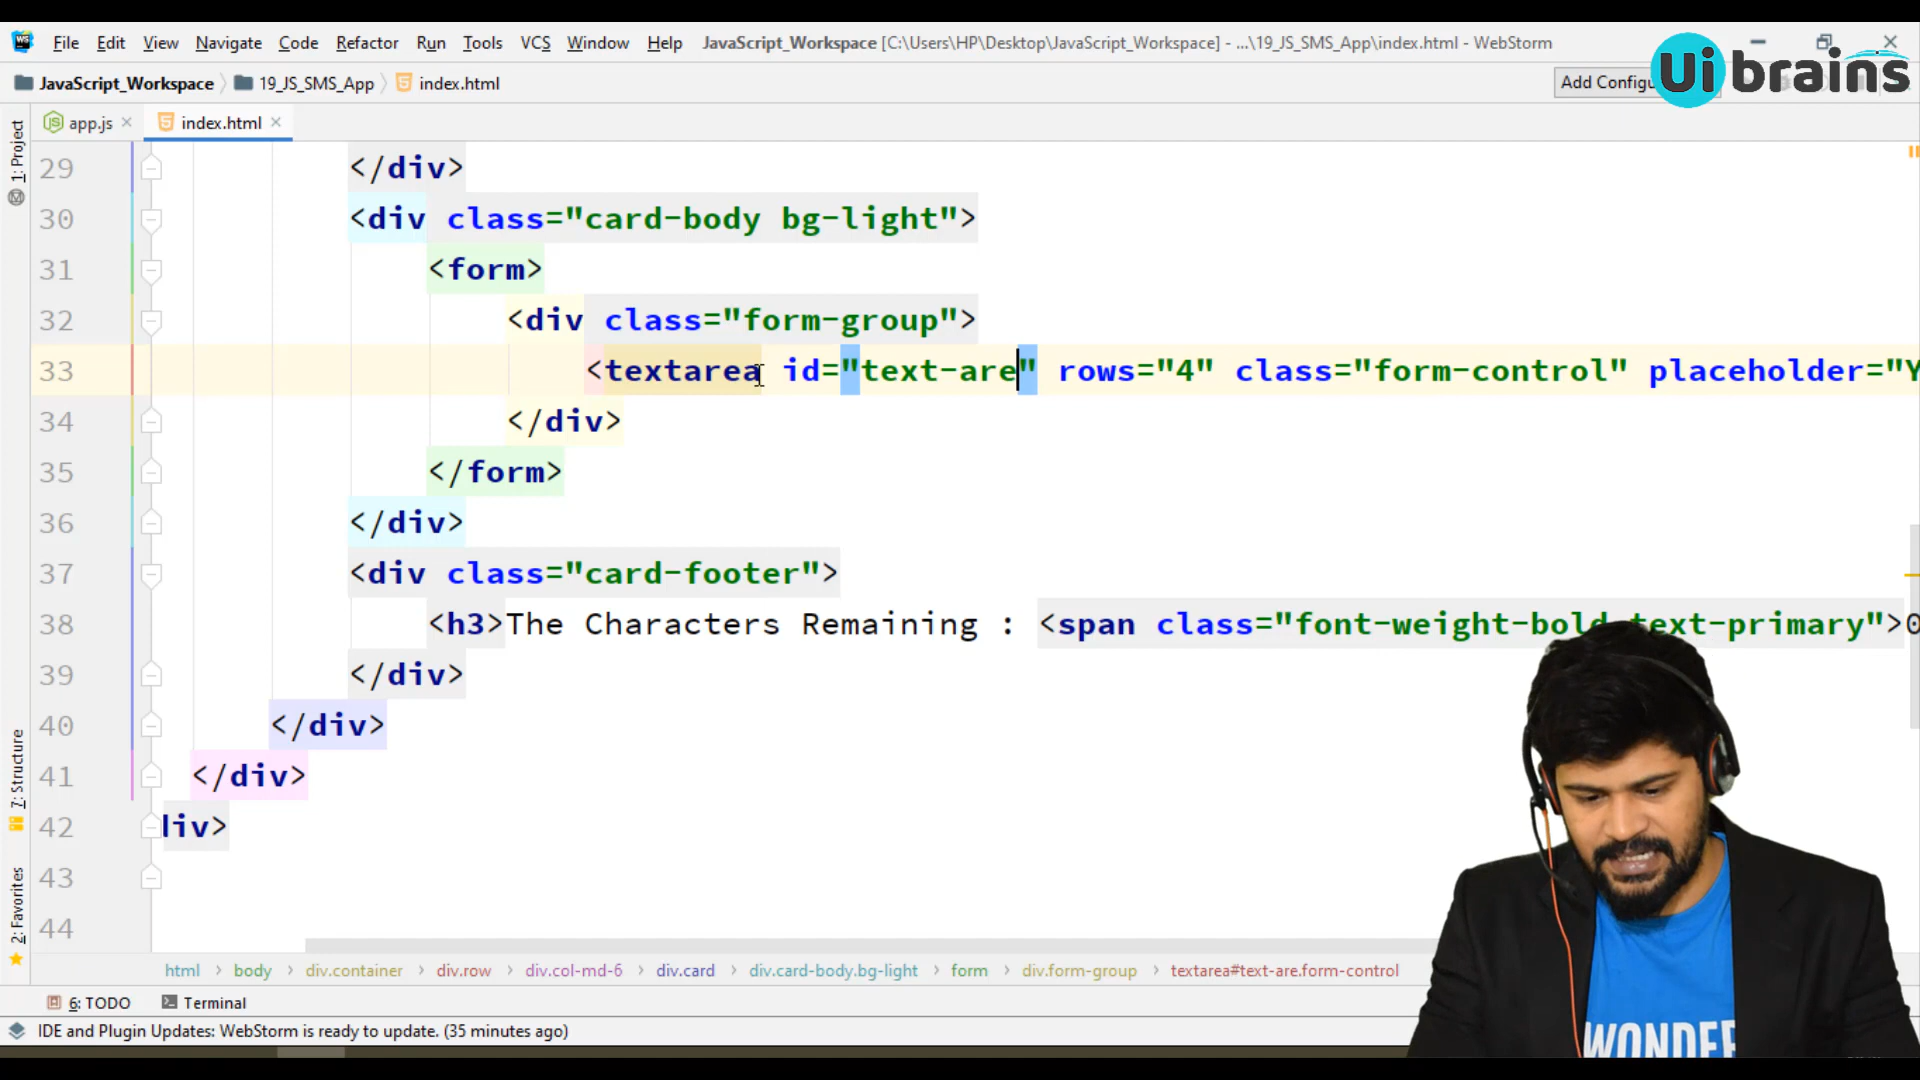 File Edit View Navigate Code Refactor Run Tools VCS Window Help JavaScript_Workspace [C:\Users\HP\Desktop\JavaScript_Workspace] - ...\19_JS_SMS_App\index.html - WebStorm
JavaScript_Workspace 19_JS_SMS_App index.html
Add Configu
Ui brains
app.js index.html
1: Project
7: Structure
2: Favorites
29 </div>
30 <div class="card-body bg-light">
31 <form>
32 <div class="form-group">
33 <textarea id="text-are" rows="4" class="form-control" placeholder="Y
34 </div>
35 </form>
36 </div>
37 <div class="card-footer">
38 <h3>The Characters Remaining : <span class="font-weight-bold text-primary">0
39 </div>
40 </div>
41 </div>
42 div>
43
44
html body div.container div.row div.col-md-6 div.card div.card-body.bg-light form div.form-group textarea#text-are.form-control
6: TODO Terminal
IDE and Plugin Updates: WebStorm is ready to update. (35 minutes ago)
WONDER